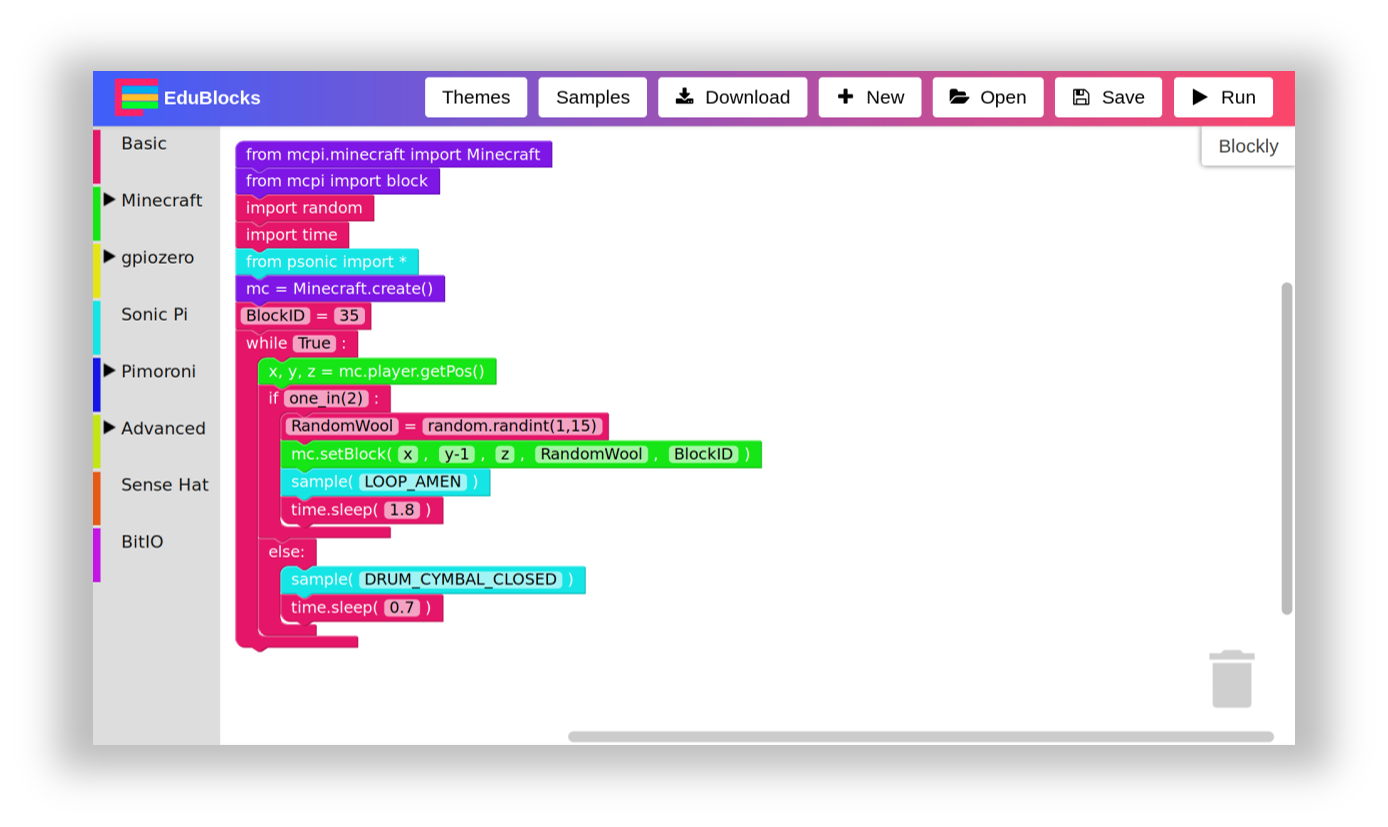 EduBlocks
Themes
Samples
Download
New
Open
Save
Run
Blockly
Basic
Minecraft
gpiozero
Sonic Pi
Pimoroni
Advanced
Sense Hat
BitIO
from mcpi.minecraft import Minecraft
from mcpi import block
import random
import time
from psonic import *
mc = Minecraft.create()
BlockID = 35
while True :
x, y, z = mc.player.getPos()
if one_in(2) :
RandomWool = random.randint(1,15)
mc.setBlock( x , y-1 , z , RandomWool , BlockID )
sample( LOOP_AMEN )
time.sleep( 1.8 )
else:
sample( DRUM_CYMBAL_CLOSED )
time.sleep( 0.7 )